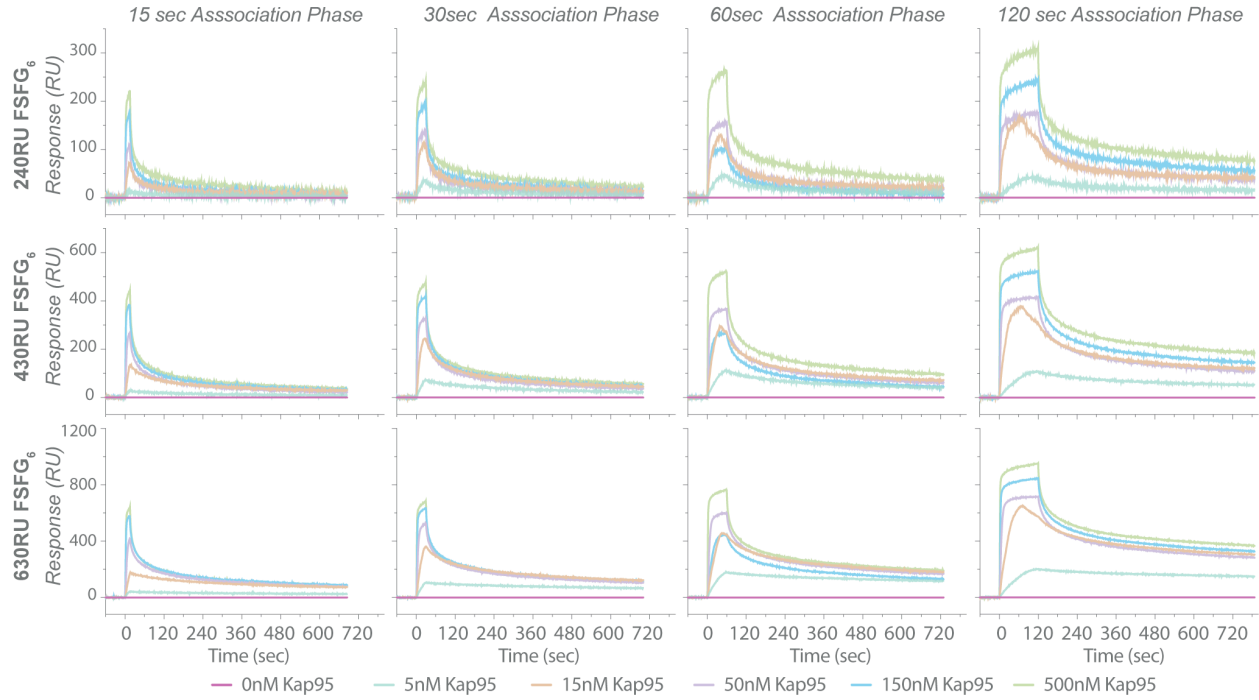 15 sec Asssociation Phase
30sec Asssociation Phase
60sec Asssociation Phase
120 sec Asssociation Phase
240RU FSFG6
Response (RU)
300
200
100
0
430RU FSFG6
Response (RU)
600
400
200
0
630RU FSFG6
Response (RU)
1200
800
400
0
0 120 240 360 480 600 720
0 120 240 360 480 600 720
0 120 240 360 480 600 720
0 120 240 360 480 600 720
Time (sec)
Time (sec)
Time (sec)
Time (sec)
0nM Kap95
5nM Kap95
15nM Kap95
50nM Kap95
150nM Kap95
500nM Kap95